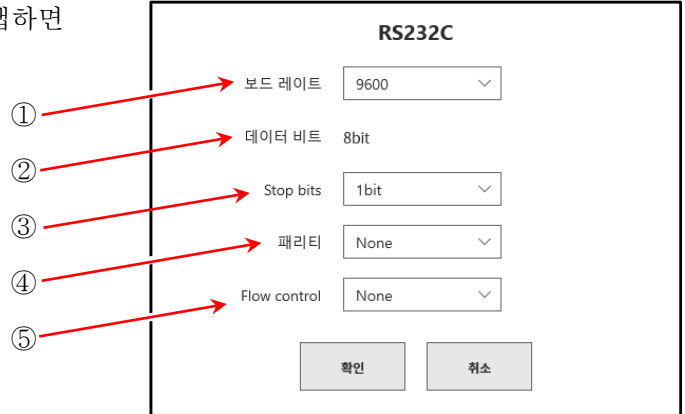 탭하면
RS232C
① 보드 레이트 9600
② 데이터 비트 8bit
③ Stop bits 1bit
④ 패리티 None
⑤ Flow control None
확인 취소